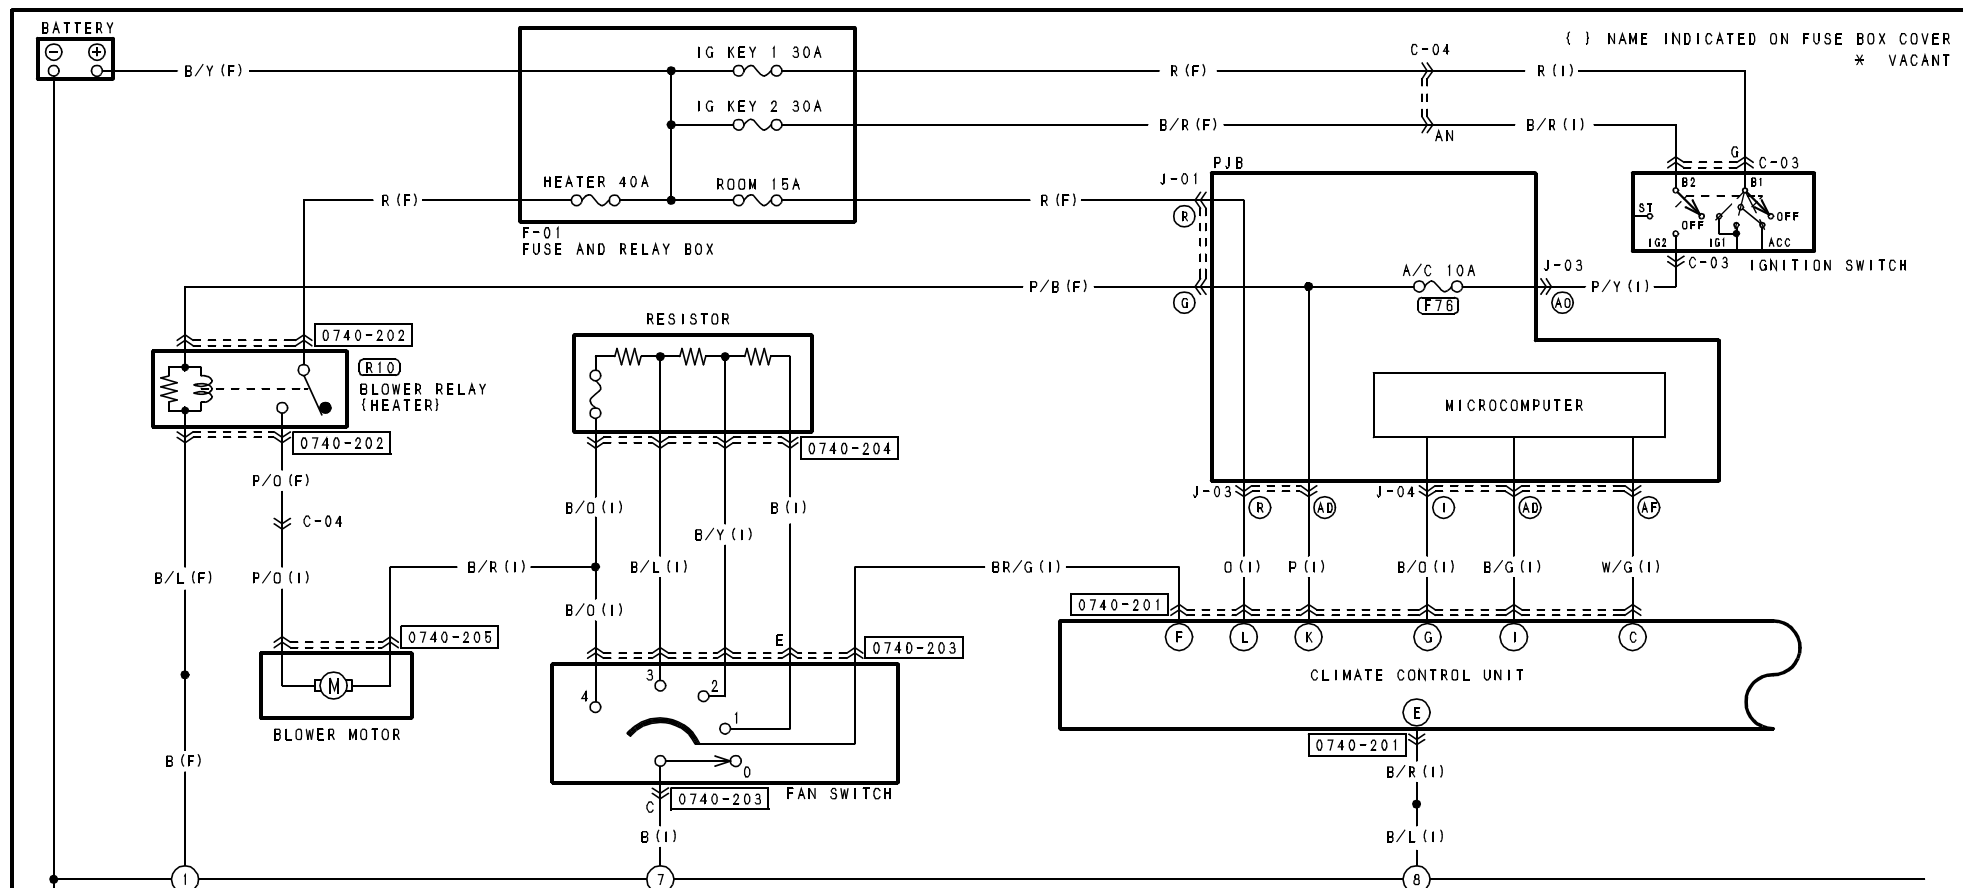 BATTERY
− +
{ } NAME INDICATED ON FUSE BOX COVER
* VACANT
IG KEY 1 30A
C-04
B/Y(F)
R(F)
R(I)
IG KEY 2 30A
B/R(F)
AN
B/R(I)
PJB
G
C-03
HEATER 40A
ROOM 15A
J-01
R(F)
R(F)
R
B2
B1
ST
OFF
OFF
IG2
IG1
ACC
F-01
FUSE AND RELAY BOX
C-03
IGNITION SWITCH
A/C 10A
J-03
P/B(F)
G
F76
AO
P/Y(I)
RESISTOR
0740-202
R10
BLOWER RELAY
{HEATER}
MICROCOMPUTER
0740-202
0740-204
P/O(F)
J-03
R
AD
J-04
I
AD
AF
B/O(I)
B(I)
C-04
B/Y(I)
B/L(F)
P/O(I)
B/R(I)
B/L(I)
BR/G(I)
O(I)
P(I)
B/O(I)
B/G(I)
W/G(I)
B/O(I)
0740-201
0740-205
E
0740-203
F
L
K
G
I
C
M
4
3
2
1
CLIMATE CONTROL UNIT
E
BLOWER MOTOR
0740-201
B(F)
0
B/R(I)
C
0740-203
FAN SWITCH
B(I)
B/L(I)
1
7
8